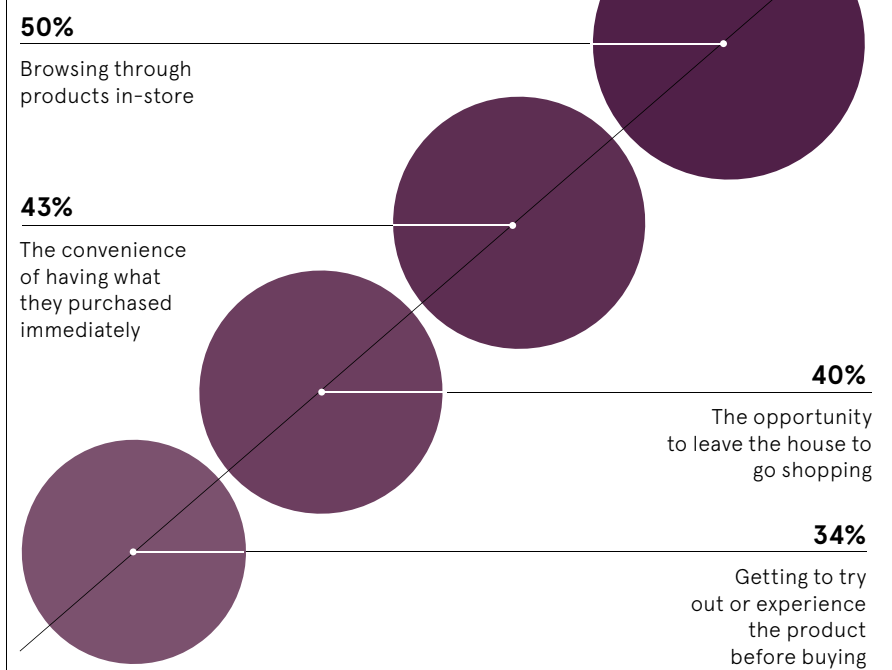 50%
Browsing through
products in-store
43%
The convenience
of having what
they purchased
immediately
40%
The opportunity
to leave the house to
go shopping
34%
Getting to try
out or experience
the product
before buying